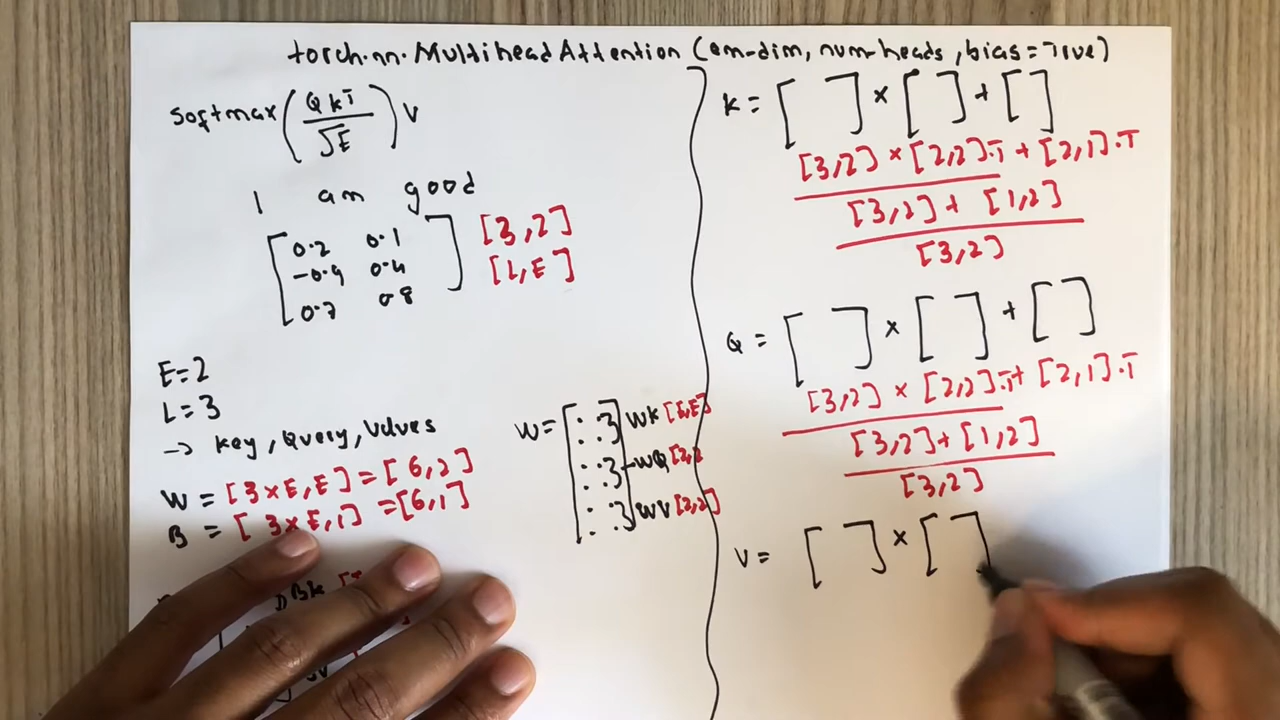 torch.nn.Multihead Attention (em-dim, num-heads, bias=True)
Softmax(QKT/√E)V
I am good
[0.2 0.1
-0.4 0.4
0.7 0.8]
[3,2]
[L,E]
E=2
L=3
→ Key, Query, Values
W = [3×E,E] = [6,2]
B = [3×E,1] = [6,1]
BK
W= [ ] WK [E,E]
WQ [2,2
WV [2,2]
K = [ ] × [ ] + [ ]
[3,2] × [2,2].T + [2,1].T
[3,2] + [1,2]
[3,2]
Q = [ ] × [ ] + [ ]
[3,2] × [2,2].T + [2,1].T
[3,2] + [1,2]
[3,2]
V = [ ] × [ ]